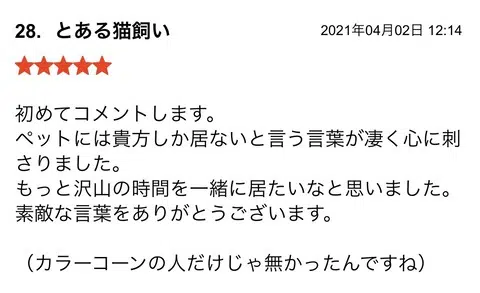 28. とある猫飼い
2021年04月02日 12:14
★★★★★
初めてコメントします。
ペットには貴方しか居ないと言う言葉が凄く心に刺
さりました。
もっと沢山の時間を一緒に居たいなと思いました。
素敵な言葉をありがとうございます。
（カラーコーンの人だけじゃ無かったんですね）